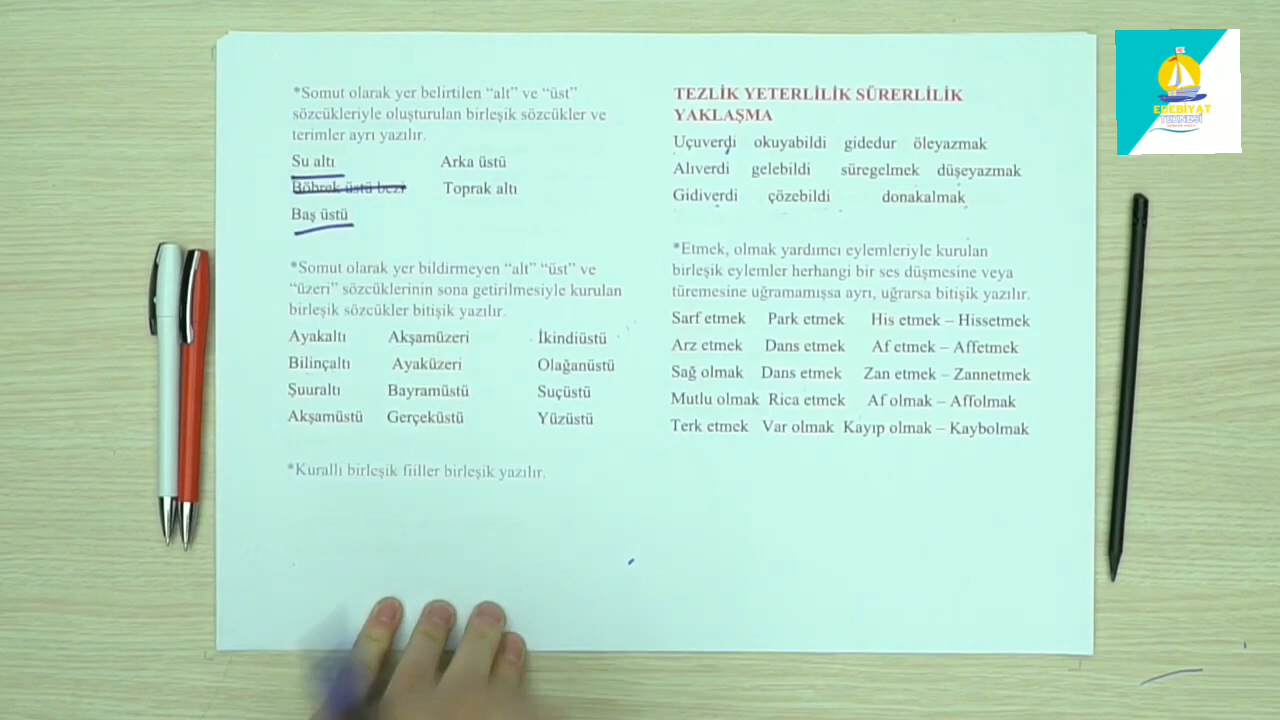 *Somut olarak yer belirtilen “alt” ve “üst”
sözcükleriyle oluşturulan birleşik sözcükler ve
terimler ayrı yazılır.
Su altı Arka üstü
Böbrek üstü bezi Toprak altı
Baş üstü
*Somut olarak yer bildirmeyen “alt” “üst” ve
“üzeri” sözcüklerinin sona getirilmesiyle kurulan
birleşik sözcükler bitişik yazılır.
Ayakaltı Akşamüzeri İkindiüstü
Bilinçaltı Ayaküzeri Olağanüstü
Şuuraltı Bayramüstü Suçüstü
Akşamüstü Gerçeküstü Yüzüstü
*Kurallı birleşik fiiller birleşik yazılır.
TEZLİK YETERLİLİK SÜRERLİLİK
YAKLAŞMA
Uçuverdi okuyabildi gidedur öleyazmak
Alıverdi gelebildi süregelmek düşeyazmak
Gidiverdi çözebildi donakalmak
*Etmek, olmak yardımcı eylemleriyle kurulan
birleşik eylemler herhangi bir ses düşmesine veya
türemesine uğramamışsa ayrı, uğrarsa bitişik yazılır.
Sarf etmek Park etmek His etmek – Hissetmek
Arz etmek Dans etmek Af etmek – Affetmek
Sağ olmak Dans etmek Zan etmek – Zannetmek
Mutlu olmak Rica etmek Af olmak – Affolmak
Terk etmek Var olmak Kayıp olmak – Kaybolmak
EDEBİYAT
TEKNESİ